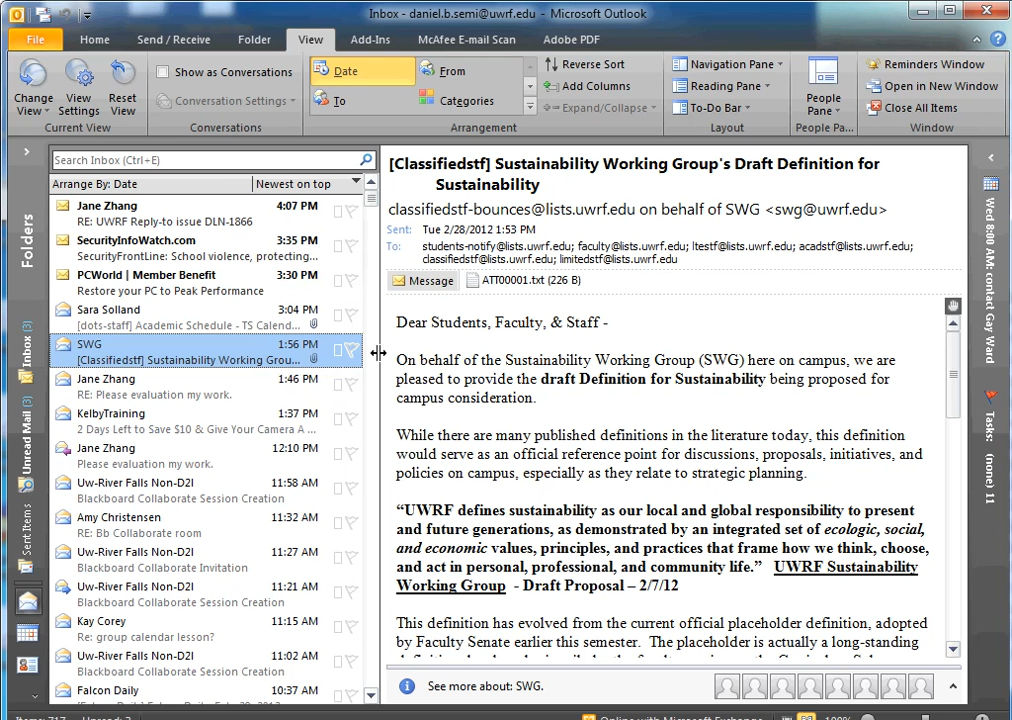 Inbox - daniel.b.semi@uwrf.edu - Microsoft Outlook
File Home Send / Receive Folder View Add-Ins McAfee E-mail Scan Adobe PDF
Change View
View Settings
Reset View
Current View
Show as Conversations
Conversation Settings
Conversations
Date From
To Categories
Reverse Sort
Add Columns
Expand/Collapse
Arrangement
Navigation Pane
Reading Pane
To-Do Bar
Layout
People Pane
People Pa...
Reminders Window
Open in New Window
Close All Items
Window
Folders
Inbox (3)
Unread Mail (3)
Sent Items
Search Inbox (Ctrl+E)
Arrange By: Date Newest on top
Jane Zhang 4:07 PM
RE: UWRF Reply-to issue DLN-1866
SecurityInfoWatch.com 3:35 PM
SecurityFrontLine: School violence, protecting...
PCWorld | Member Benefit 3:30 PM
Restore your PC to Peak Performance
Sara Solland 3:04 PM
[dots-staff] Academic Schedule - TS Calend...
SWG 1:56 PM
[Classifiedstf] Sustainability Working Grou...
Jane Zhang 1:46 PM
RE: Please evaluation my work.
KelbyTraining 1:37 PM
2 Days Left to Save $10 & Give Your Camera A ...
Jane Zhang 12:10 PM
Please evaluation my work.
Uw-River Falls Non-D2l 11:58 AM
Blackboard Collaborate Session Creation
Amy Christensen 11:32 AM
RE: Bb Collaborate room
Uw-River Falls Non-D2l 11:27 AM
Blackboard Collaborate Invitation
Uw-River Falls Non-D2l 11:21 AM
Blackboard Collaborate Session Creation
Kay Corey 11:15 AM
Re: group calendar lesson?
Uw-River Falls Non-D2l 11:02 AM
Blackboard Collaborate Session Creation
Falcon Daily 10:37 AM
[Classifiedstf] Sustainability Working Group's Draft Definition for
Sustainability
classifiedstf-bounces@lists.uwrf.edu on behalf of SWG <swg@uwrf.edu>
Sent: Tue 2/28/2012 1:53 PM
To: students-notify@lists.uwrf.edu; faculty@lists.uwrf.edu; ltestf@lists.uwrf.edu; acadstf@lists.uwrf.edu;
classifiedstf@lists.uwrf.edu; limitedstf@lists.uwrf.edu
Message ATT00001.txt (226 B)
Dear Students, Faculty, & Staff -
On behalf of the Sustainability Working Group (SWG) here on campus, we are
pleased to provide the draft Definition for Sustainability being proposed for
campus consideration.
While there are many published definitions in the literature today, this definition
would serve as an official reference point for discussions, proposals, initiatives, and
policies on campus, especially as they relate to strategic planning.
“UWRF defines sustainability as our local and global responsibility to present
and future generations, as demonstrated by an integrated set of ecologic, social,
and economic values, principles, and practices that frame how we think, choose,
and act in personal, professional, and community life.” UWRF Sustainability
Working Group - Draft Proposal – 2/7/12
This definition has evolved from the current official placeholder definition, adopted
by Faculty Senate earlier this semester. The placeholder is actually a long-standing
See more about: SWG.
Wed 8:00 AM: contact Gay Ward
Tasks: (none) 11
Items: 717 Unread: 3 Online with Microsoft Exchange 100%